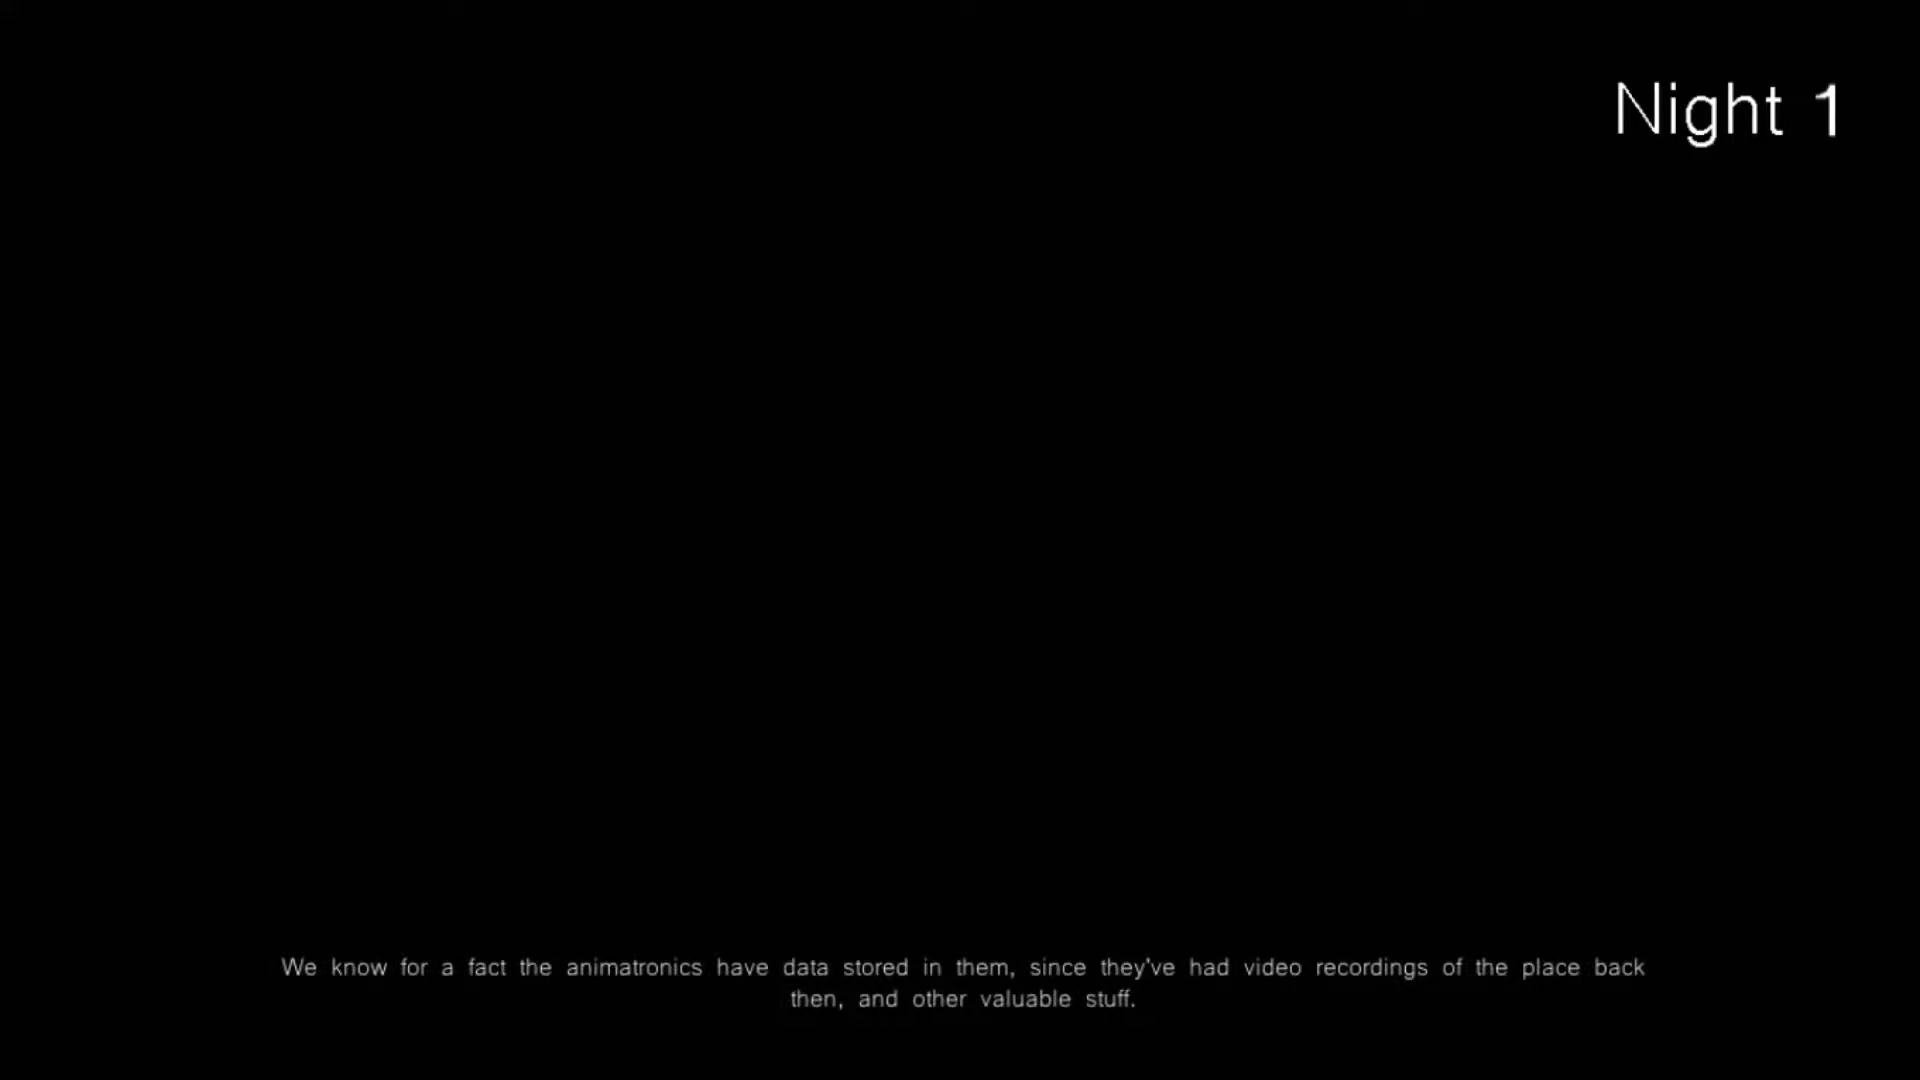 Night 1
We know for a fact the animatronics have data stored in them, since they've had video recordings of the place back
then, and other valuable stuff.